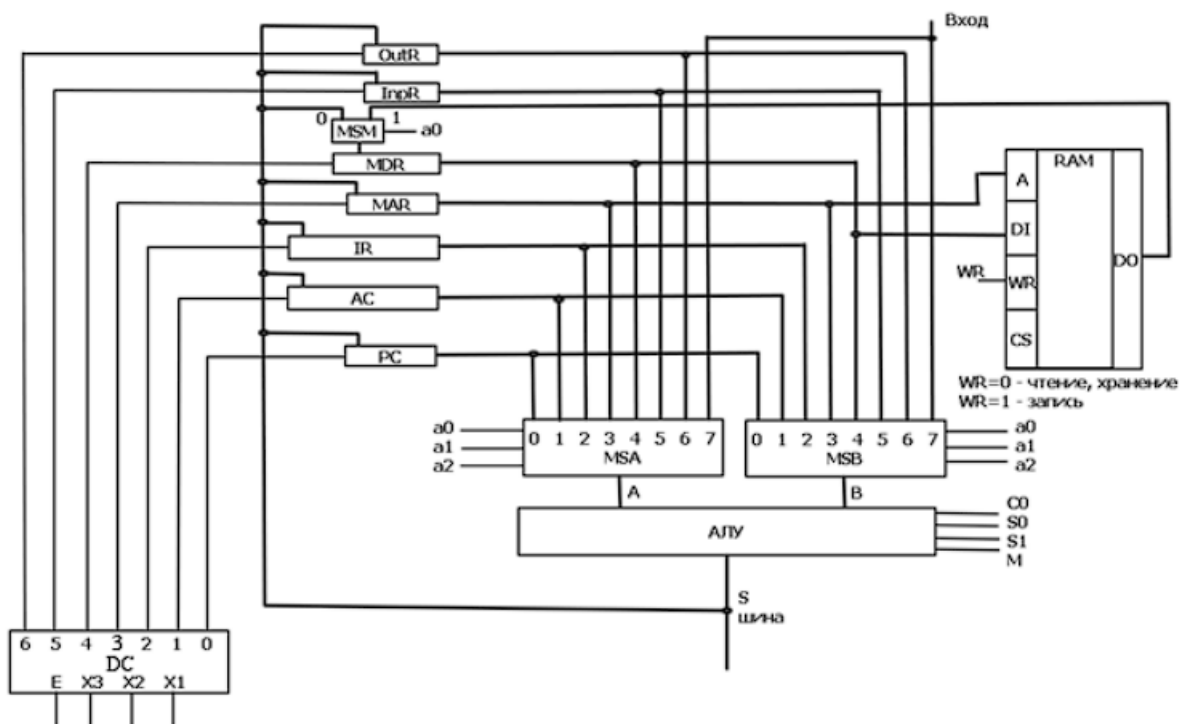 Вход
OutR
InpR
0 1
MSM a0
MDR
MAR
IR
AC
PC
RAM
A
DI
WR WR
DO
CS
WR=0 - чтение, хранение
WR=1 - запись
a0
a1
a2
0 1 2 3 4 5 6 7
MSA
0 1 2 3 4 5 6 7
MSB
a0
a1
a2
A
B
АЛУ
C0
S0
S1
M
S
шина
6 5 4 3 2 1 0
DC
E X3 X2 X1